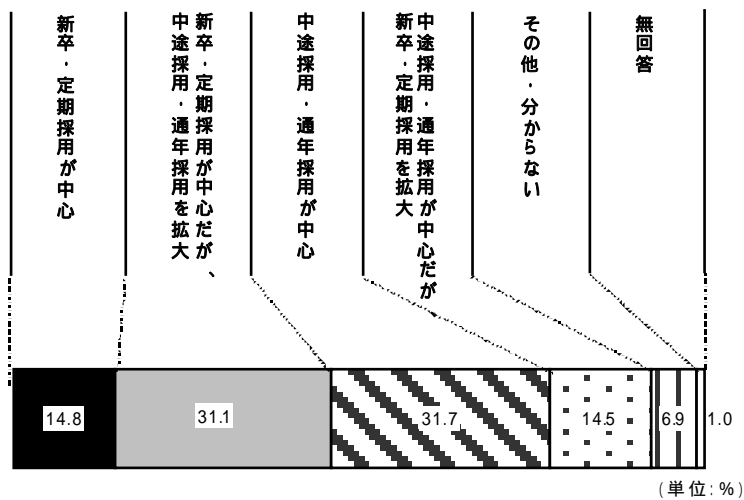 新卒・定期採用が中心
新卒・定期採用が中心だが、
中途採用・通年採用を拡大
中途採用・通年採用が中心
中途採用・通年採用が中心だが
新卒・定期採用を拡大
その他・分からない
無回答
14.8
31.1
31.7
14.5
6.9
1.0
(単位:%)